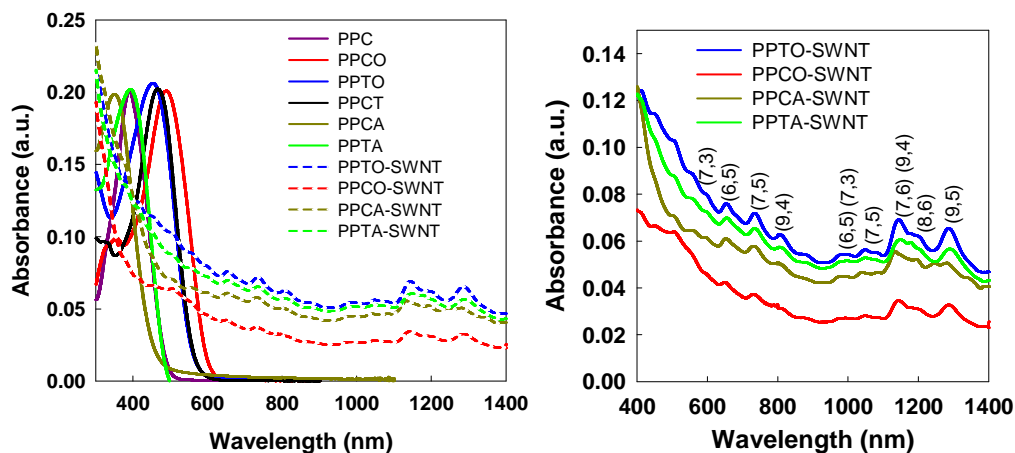 0.25
0.20
0.15
0.10
0.05
0.00
Absorbance (a.u.)
400
600
800
1000
1200
1400
Wavelength (nm)
PPC
PPCO
PPTO
PPCT
PPCA
PPTA
PPTO-SWNT
PPCO-SWNT
PPCA-SWNT
PPTA-SWNT
0.14
0.12
0.10
0.08
0.06
0.04
0.02
0.00
Absorbance (a.u.)
400
600
800
1000
1200
1400
Wavelength (nm)
PPTO-SWNT
PPCO-SWNT
PPCA-SWNT
PPTA-SWNT
(7,3)
(6,5)
(7,5)
(9,4)
(6,5) (7,3)
(7,5)
(7,6) (9,4)
(8,6)
(9,5)